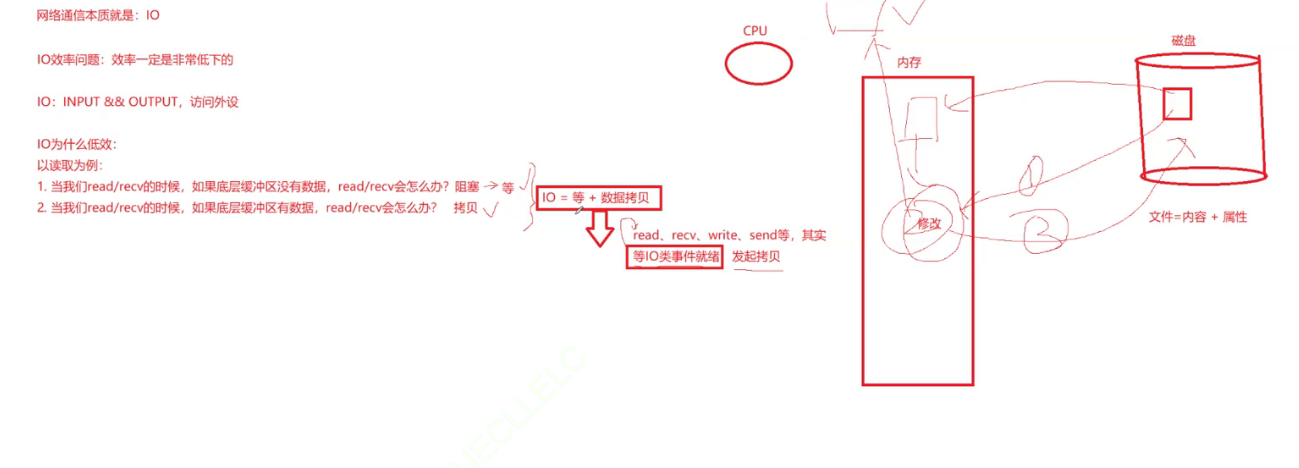 网络通信本质就是：IO
IO效率问题：效率一定是非常低下的
IO：INPUT && OUTPUT，访问外设
IO为什么低效：
以读取为例：
1. 当我们read/recv的时候，如果底层缓冲区没有数据，read/recv会怎么办？阻塞 → 等
2. 当我们read/recv的时候，如果底层缓冲区有数据，read/recv会怎么办？ 拷贝
IO = 等 + 数据拷贝
read、recv、write、send等，其实
等IO类事件就绪 发起拷贝
CPU
内存
修改
磁盘
文件=内容 + 属性